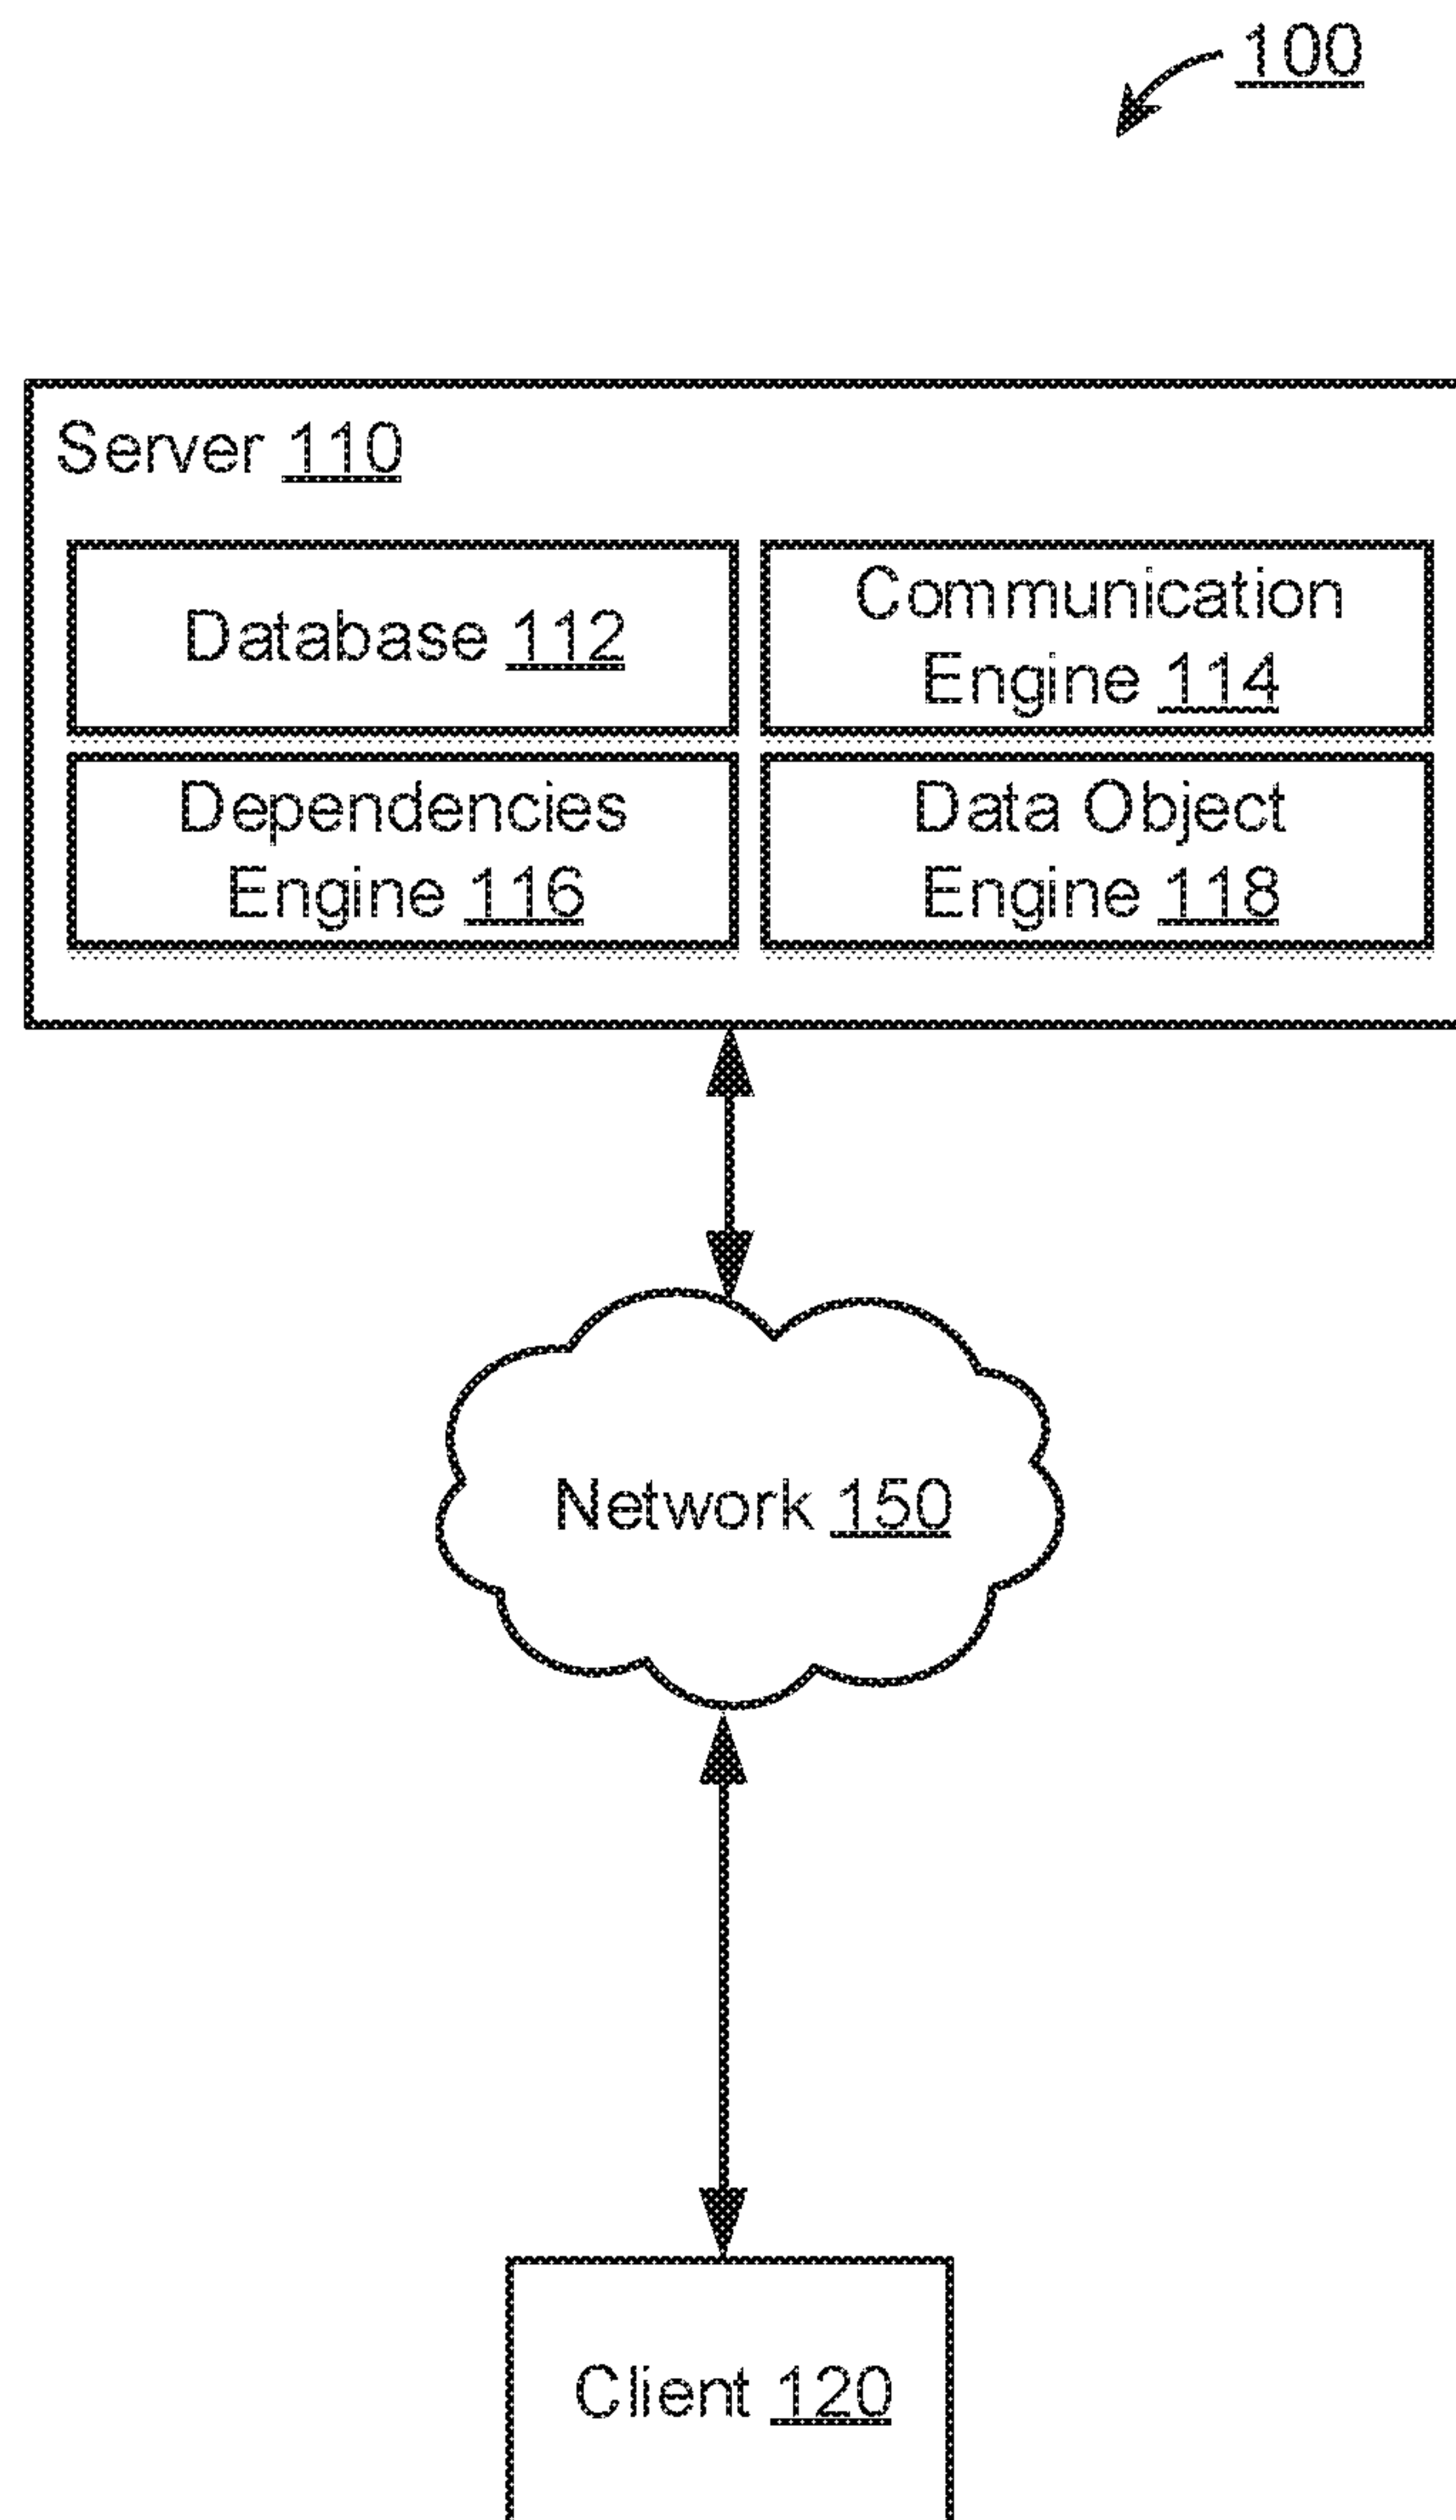 100
Server 110
Database 112
Communication
Engine 114
Dependencies
Engine 116
Data Object
Engine 118
Network 150
Client 120